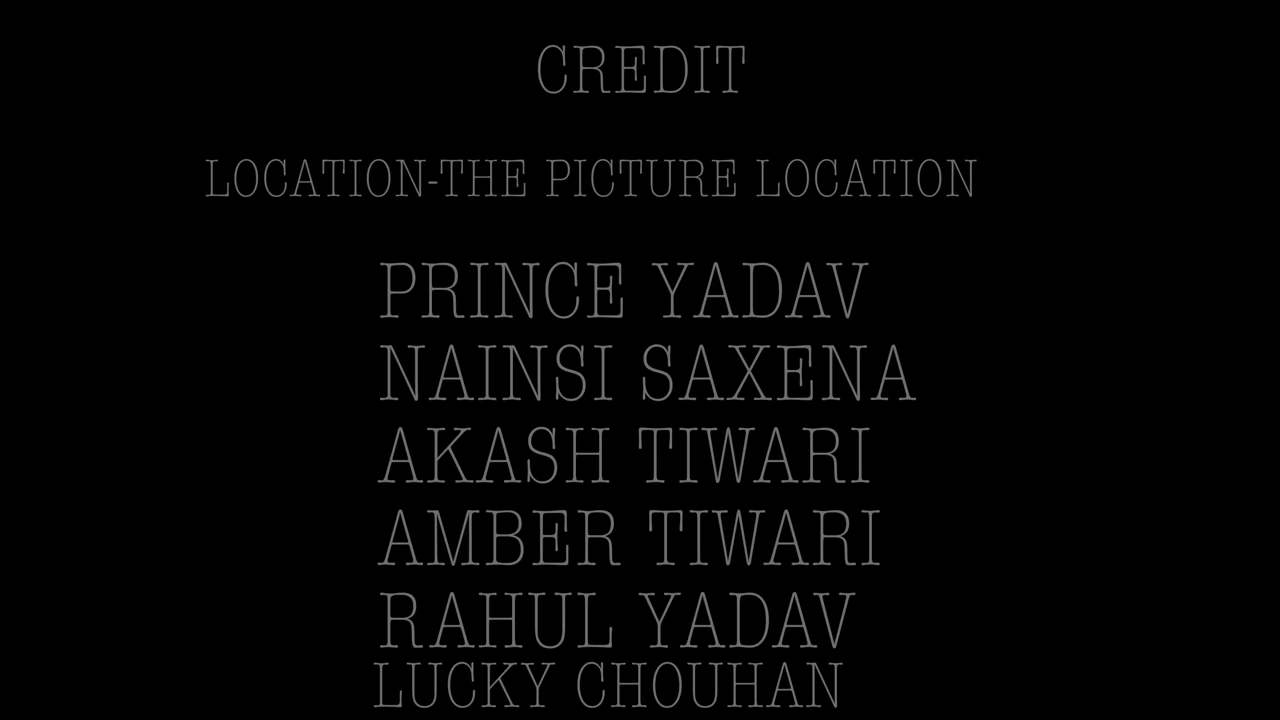 CREDIT
LOCATION-THE PICTURE LOCATION
PRINCE YADAV
NAINSI SAXENA
AKASH TIWARI
AMBER TIWARI
RAHUL YADAV
LUCKY CHOUHAN